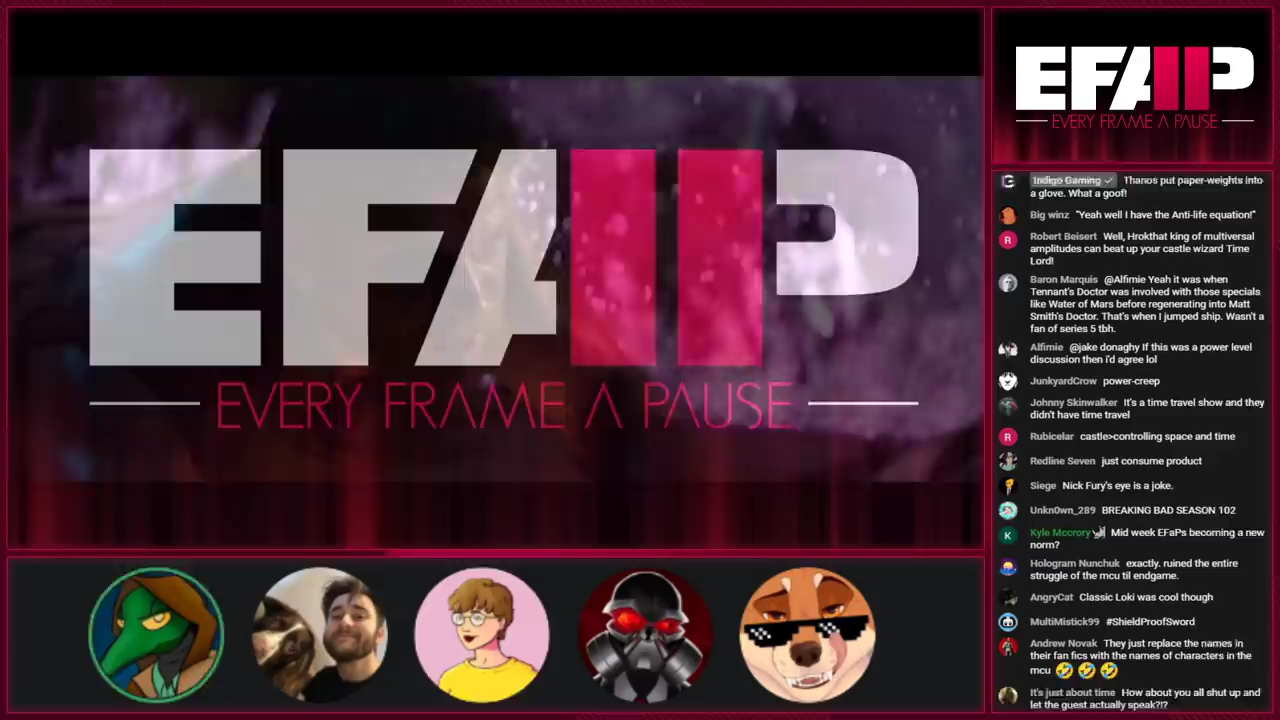 EFAP
EVERY FRAME A PAUSE
EFAP
EVERY FRAME A PAUSE
Indigo Gaming Thanos put paper-weights into
a glove. What a goof!
Big winz "Yeah well I have the Anti-life equation!"
Robert Beisert Well, Hrokthat king of multiversal
amplitudes can beat up your castle wizard Time
Lord!
Baron Marquis @Alfimie Yeah it was when
Tennant's Doctor was involved with those specials
like Water of Mars before regenerating into Matt
Smith's Doctor. That's when I jumped ship. Wasn't a
fan of series 5 tbh.
Alfimie @jake donaghy If this was a power level
discussion then i'd agree lol
JunkyardCrow power-creep
Johnny Skinwalker It's a time travel show and they
didn't have time travel
R
Rubicelar castle>controlling space and time
Redline Seven just consume product
Siege Nick Fury's eye is a joke.
Unkn0wn_289 BREAKING BAD SEASON 102
K
Kyle Mccrory Mid week EFaPs becoming a new
norm?
Hologram Nunchuk exactly. ruined the entire
struggle of the mcu til endgame.
AngryCat Classic Loki was cool though
MultiMistick99 #ShieldProofSword
Andrew Novak They just replace the names in
their fan fics with the names of characters in the
mcu 🤣 🤣 🤣
It's just about time How about you all shut up and
let the guest actually speak?!?